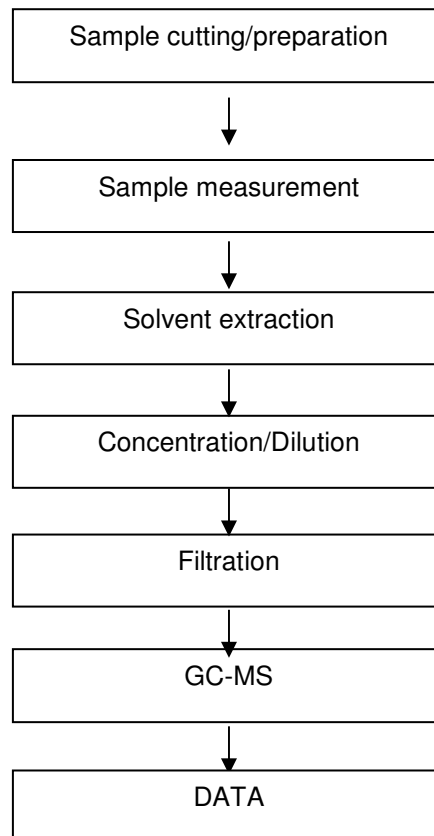 Sample cutting/preparation
Sample measurement
Solvent extraction
Concentration/Dilution
Filtration
GC-MS
DATA